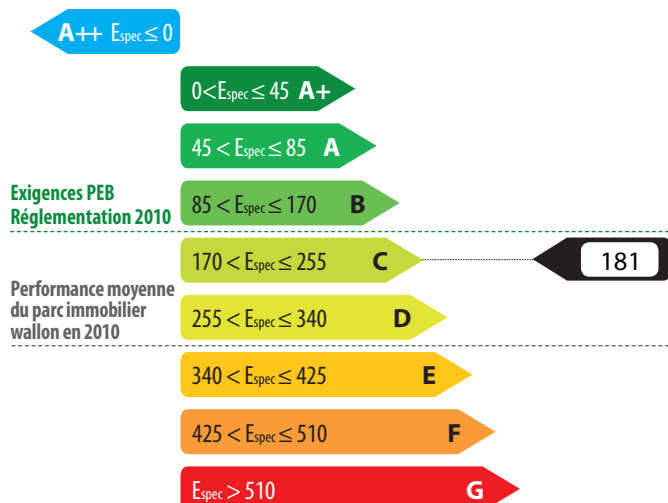 A++ Espec ≤ 0
0<Espec ≤ 45 A+
45 < Espec ≤ 85 A
Exigences PEB
Réglementation 2010
85 < Espec ≤ 170 B
170 < Espec ≤ 255 C
181
Performance moyenne
du parc immobilier
wallon en 2010
255 < Espec ≤ 340 D
340 < Espec ≤ 425 E
425 < Espec ≤ 510 F
Espec > 510 G